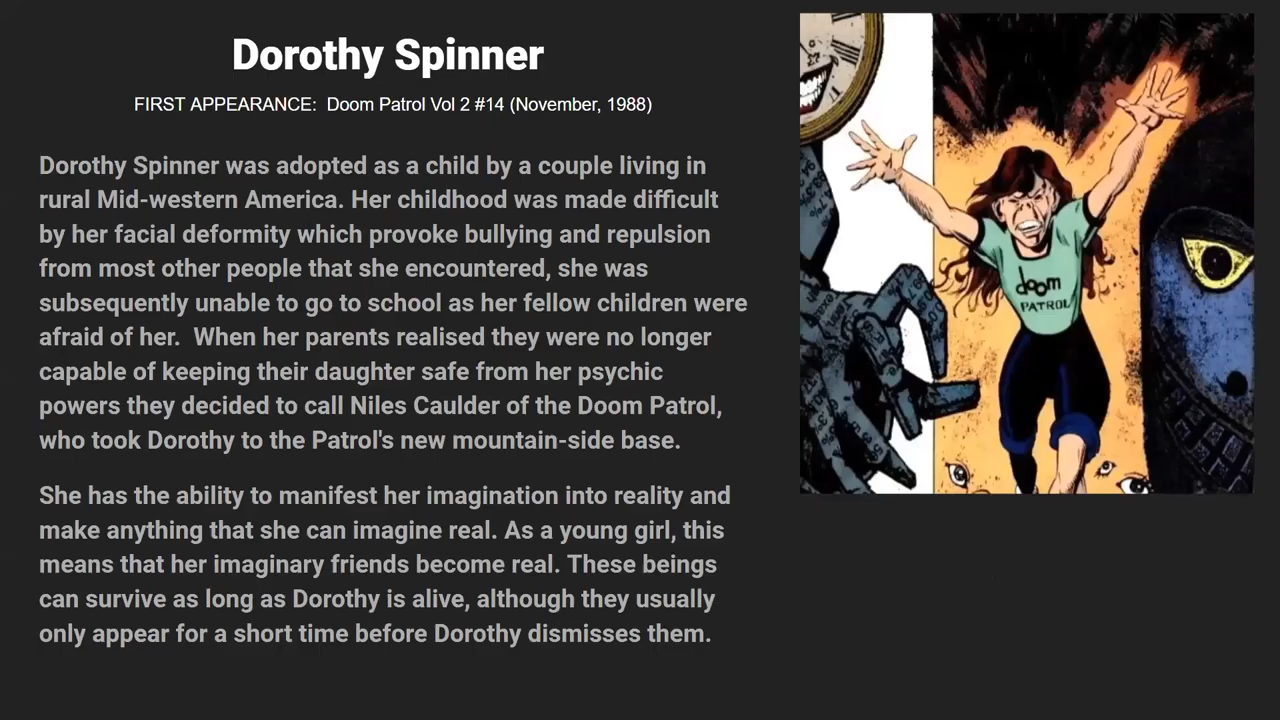 Dorothy Spinner
FIRST APPEARANCE:  Doom Patrol Vol 2 #14 (November, 1988)
Dorothy Spinner was adopted as a child by a couple living in
rural Mid-western America. Her childhood was made difficult
by her facial deformity which provoke bullying and repulsion
from most other people that she encountered, she was
subsequently unable to go to school as her fellow children were
afraid of her.  When her parents realised they were no longer
capable of keeping their daughter safe from her psychic
powers they decided to call Niles Caulder of the Doom Patrol,
who took Dorothy to the Patrol's new mountain-side base.
She has the ability to manifest her imagination into reality and
make anything that she can imagine real. As a young girl, this
means that her imaginary friends become real. These beings
can survive as long as Dorothy is alive, although they usually
only appear for a short time before Dorothy dismisses them.
doom
PATROL